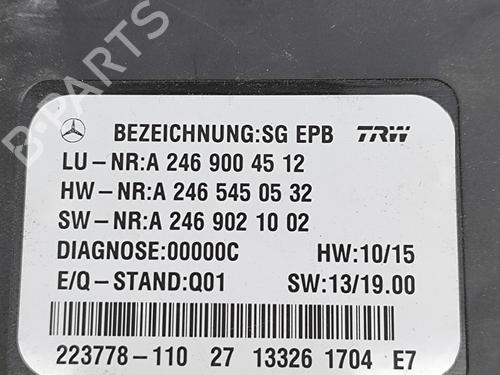 BEZEICHNUNG:SG EPB TRW
LU-NR:A 246 900 45 12
HW-NR:A 246 545 05 32
SW-NR:A 246 902 10 02
DIAGNOSE:00000C HW:10/15
E/Q-STAND:Q01 SW:13/19.00
223778-110 27 13326 1704 E7
B-PARTS